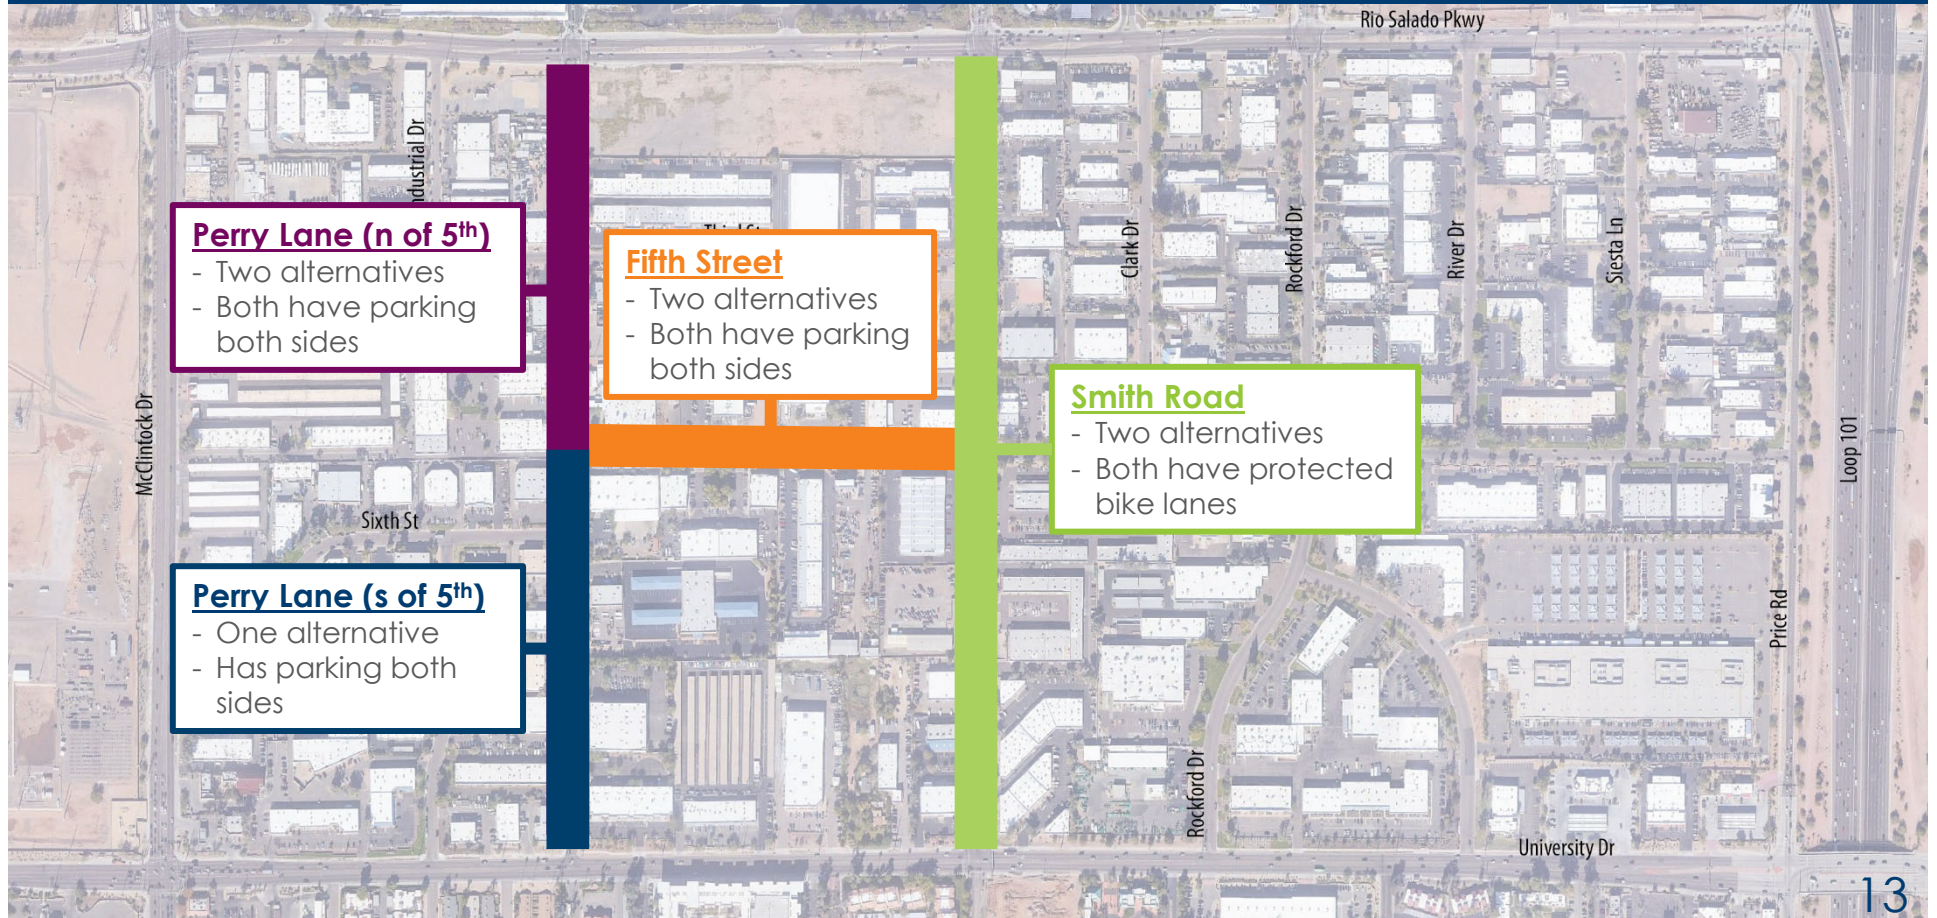 Rio Salado Pkwy
Perry Lane (n of 5th)
- Two alternatives
- Both have parking
both sides
Fifth Street
- Two alternatives
- Both have parking
both sides
Clark Dr
Rockford Dr
River Dr
Siesta Ln
Smith Road
- Two alternatives
- Both have protected
bike lanes
McClintock Dr
Loop 101
Sixth St
Perry Lane (s of 5th)
- One alternative
- Has parking both
sides
Price Rd
Rockford Dr
University Dr
13